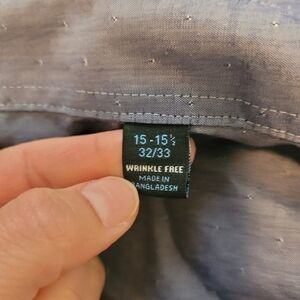 15-15½
32/33
WRINKLE FREE
MADE IN
BANGLADESH